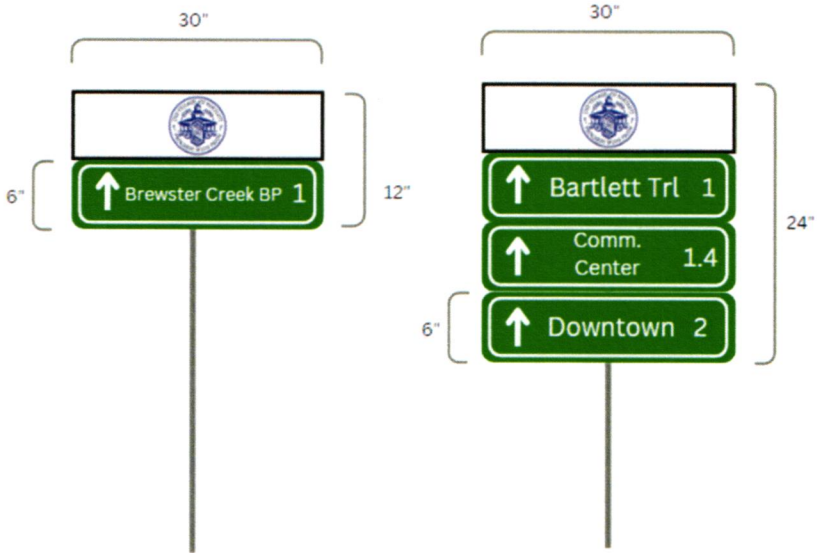 30"
6"
Brewster Creek BP 1
12"
30"
Bartlett Trl 1
Comm.
Center 1.4
Downtown 2
6"
24"